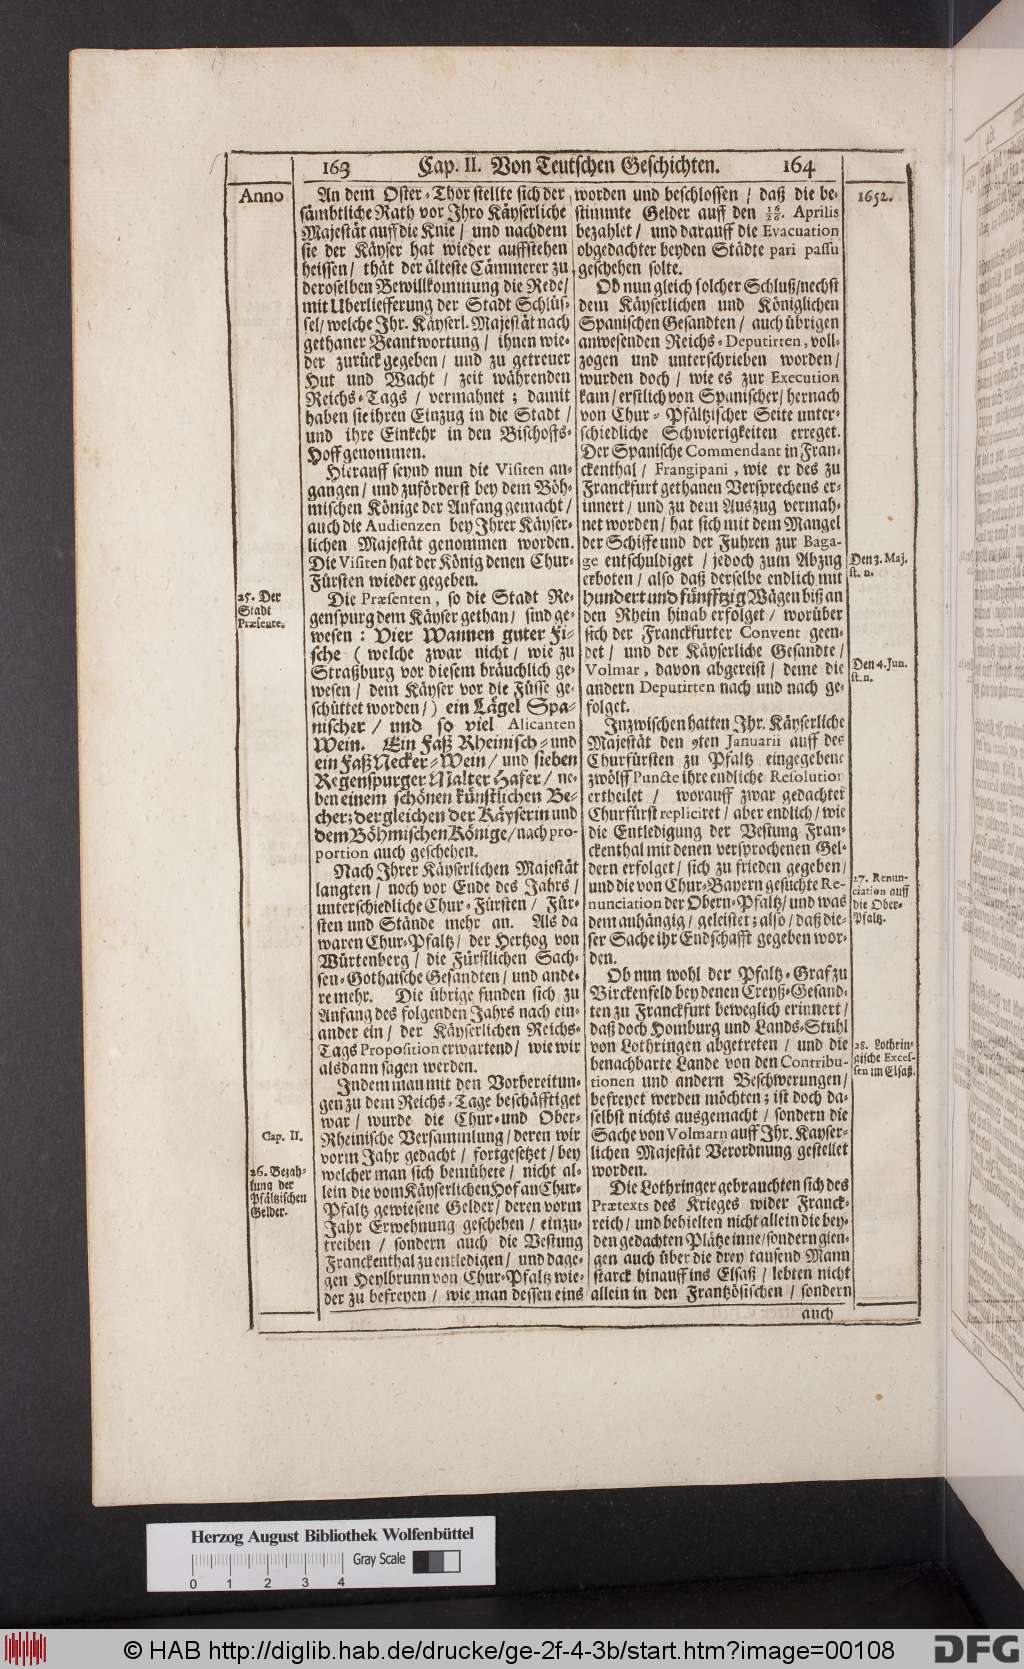 163 Cap. II. Von Teutschen Geschichten. 164
Anno
An dem Oster-Thor stellte sich der
sämbtliche Rath vor Ihro Käyserliche
Majestät auff die Knie / und nachdem
sie der Käyser hat wieder auffstehen
heissen / thät der älteste Cämmerer zu
deroselben Bewillkommung die Rede /
mit Uberliefferung der Stadt Schlüs-
sel / welche Ihr. Käyserl. Majestät nach
gethaner Beantwortung / ihnen wie-
der zurück gegeben / und zu getreuer
Hut und Wacht / zeit währenden
Reichs-Tags / vermahnet ; damit
haben sie ihren Einzug in die Stadt /
und ihre Einkehr in den Bischoffs-
Hoff genommen.
Hierauff seynd nun die Visiten an-
gangen / und zuförderst bey dem Böh-
mischen Könige der Anfang gemacht /
auch die Audienzen bey Ihrer Käyser-
lichen Majestät genommen worden.
Die Visiten hat der König denen Chur-
Fürsten wieder gegeben.
25. Der
Stadt
Præsente.
Die Præsenten, so die Stadt Re-
genspurg dem Käyser gethan / sind ge-
wesen : Vier Wannen guter Fi-
sche ( welche zwar nicht / wie zu
Straßburg vor diesem bräuchlich ge-
wesen / dem Käyser vor die Füsse ge-
schüttet worden /) ein Lägel Spa-
nischer / und so viel Alicanten
Wein. Ein Faß Rheinisch- und
ein Faß Necker-Wein / und sieben
Regenspurger Malter Hafer / ne-
ben einem schönen künstlichen Be-
cher; dergleichen der Käyserin und
dem Böhmischen Könige / nach pro-
portion auch geschehen.
Nach Ihrer Käyserlichen Majestät
langten / noch vor Ende des Jahrs /
unterschiedliche Chur-Fürsten / Für-
sten und Stände mehr an. Als da
waren Chur-Pfaltz / der Hertzog von
Würtenberg / die Fürstlichen Sach-
sen-Gothaische Gesandten / und ande-
re mehr. Die übrige funden sich zu
Anfang des folgenden Jahrs nach ein-
ander ein / der Käyserlichen Reichs-
Tags Proposition erwartend / wie wir
alsdann sagen werden.
Indem man mit den Vorbereitun-
gen zu dem Reichs-Tage beschäfftiget
war / wurde die Chur- und Ober-
Cap. II.
Rheinische Versammlung / deren wir
vorm Jahr gedacht / fortgesetzet / bey
26. Bezah-
lung der
Pfältzischen
Gelder.
welcher man sich bemühete / nicht al-
lein die vom Käyserlichen Hof an Chur-
Pfaltz gewiesene Gelder / deren vorm
Jahr Erwehnung geschehen / einzu-
treiben / sondern auch die Vestung
Franckenthal zu entledigen / und dage-
gen Heylbrunn von Chur-Pfaltz wie-
der zu befreyen / wie man dessen eins
1652.
worden und beschlossen / daß die be-
stimmte Gelder auff den 16/26. Aprilis
bezahlet / und darauff die Evacuation
obgedachter beyden Städte pari passu
geschehen solte.
Ob nun gleich solcher Schluß / nechst
dem Käyserlichen und Königlichen
Spanischen Gesandten / auch übrigen
anwesenden Reichs-Deputirten, voll-
zogen und unterschrieben worden /
wurden doch / wie es zur Execution
kam / erstlich von Spanischer / hernach
von Chur-Pfältzischer Seite unter-
schiedliche Schwierigkeiten erreget.
Der Spanische Commendant in Fran-
ckenthal / Frangipani, wie er des zu
Franckfurt gethanen Versprechens er-
innert / und zu dem Auszug vermah-
net worden / hat sich mit dem Mangel
der Schiffe und der Fuhren zur Baga-
Den 3. Maj.
st. n.
ge entschuldiget / jedoch zum Abzug
erboten / also daß derselbe endlich mit
hundert und fünfftzig Wägen biß an
den Rhein hinab erfolget / worüber
sich der Franckfurter Convent geen-
det / und der Käyserliche Gesandte /
Den 4. Jun.
st. n.
Volmar, davon abgereist / deme die
andern Deputirten nach und nach ge-
folget.
Inzwischen hatten Ihr. Käyserliche
Majestät den 9ten Januarii auff des
Churfürsten zu Pfaltz eingegebene
zwölff Puncte ihre endliche Resolution
ertheilet / worauff zwar gedachter
Churfürst repliciret / aber endlich / wie
die Entledigung der Vestung Fran-
ckenthal mit denen versprochenen Gel-
dern erfolget / sich zu frieden gegeben /
27. Renun-
ciation auff
die Ober-
Pfaltz.
und die von Chur-Bayern gesuchte Re-
nunciation der Obern-Pfaltz / und was
dem anhängig / geleistet; also / daß die-
ser Sache ihr Endschafft gegeben wor-
den.
Ob nun wohl der Pfaltz-Graf zu
Birckenfeld bey denen Creyß-Gesand-
ten zu Franckfurt beweglich erinnert /
daß doch Homburg und Lands-Stuhl
28. Lothrin-
gische Exces-
sen im Elsaß.
von Lothringen abgetreten / und die
benachbarte Lande von den Contribu-
tionen und andern Beschwerungen /
befreyet werden möchten; ist doch da-
selbst nichts ausgemacht / sondern die
Sache von Volmarn auff Ihr. Kayser-
lichen Majestät Verordnung gestellet
worden.
Die Lothringer gebrauchten sich des
Prætexts des Krieges wider Franck-
reich / und behielten nicht allein die bey-
den gedachten Plätze inne / sondern gien-
gen auch über die drey tausend Mann
starck hinauff ins Elsaß / lebten nicht
allein in den Frantzösischen / sondern
auch
Herzog August Bibliothek Wolfenbüttel
Gray Scale
0 1 2 3 4
© HAB http://diglib.hab.de/drucke/ge-2f-4-3b/start.htm?image=00108
DFG